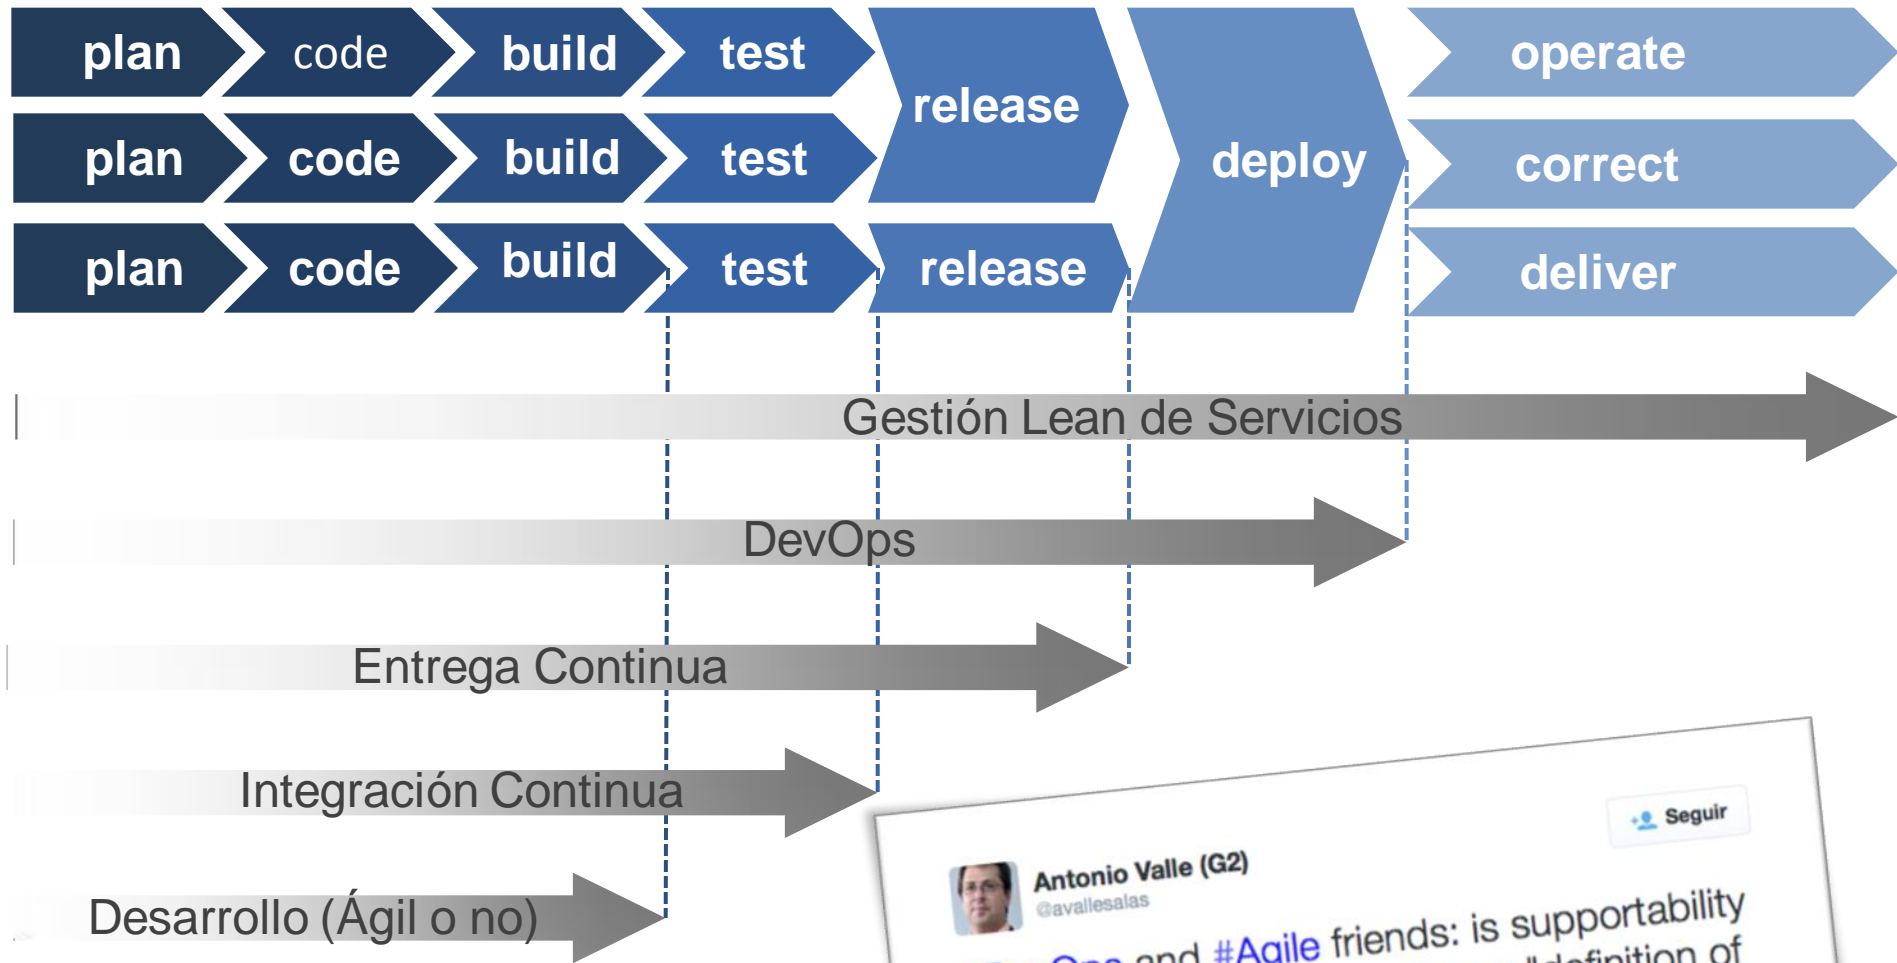 plan code build test operate
release
plan code build test deploy correct
plan code build test release deliver
Gestión Lean de Servicios
DevOps
Entrega Continua
Integración Continua
Desarrollo (Ágil o no)
Seguir
Antonio Valle (G2)
@avallesalas
and #Agile friends: is supportability
"definition of